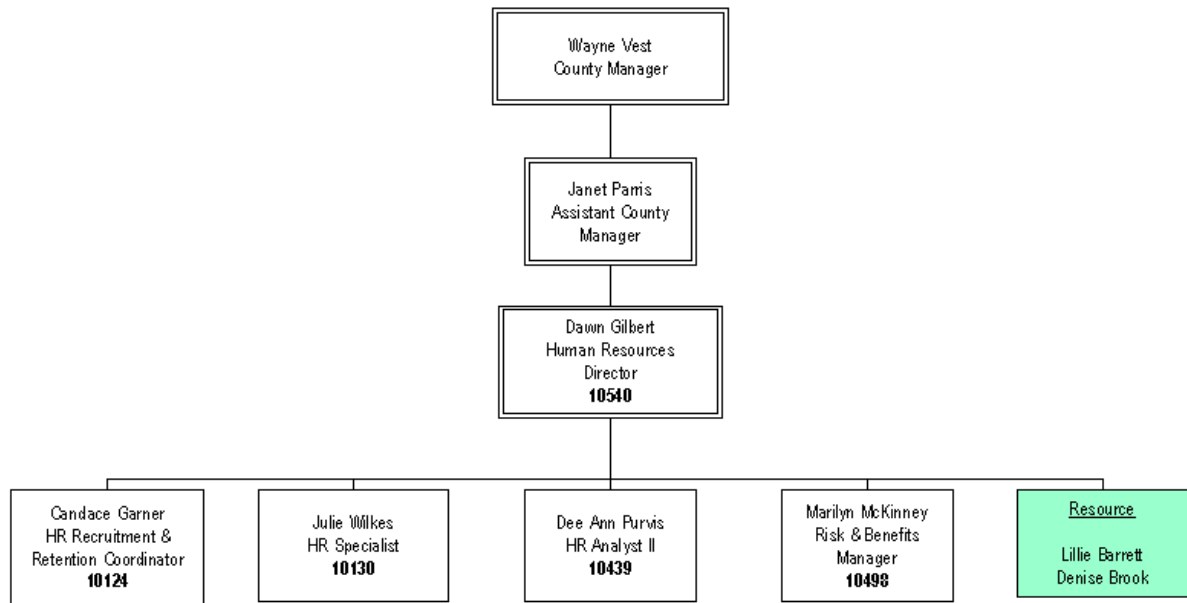 Wayne Vest
County Manager
Janet Parris
Assistant County
Manager
Dawn Gilbert
Human Resources
Director
10540
Candace Garner
HR Recruitment &
Retention Coordinator
10124
Julie Wilkes
HR Specialist
10130
Dee Ann Purvis
HR Analyst II
10439
Marilyn McKinney
Risk & Benefits
Manager
10498
Resource
Lillie Barrett
Denise Brook